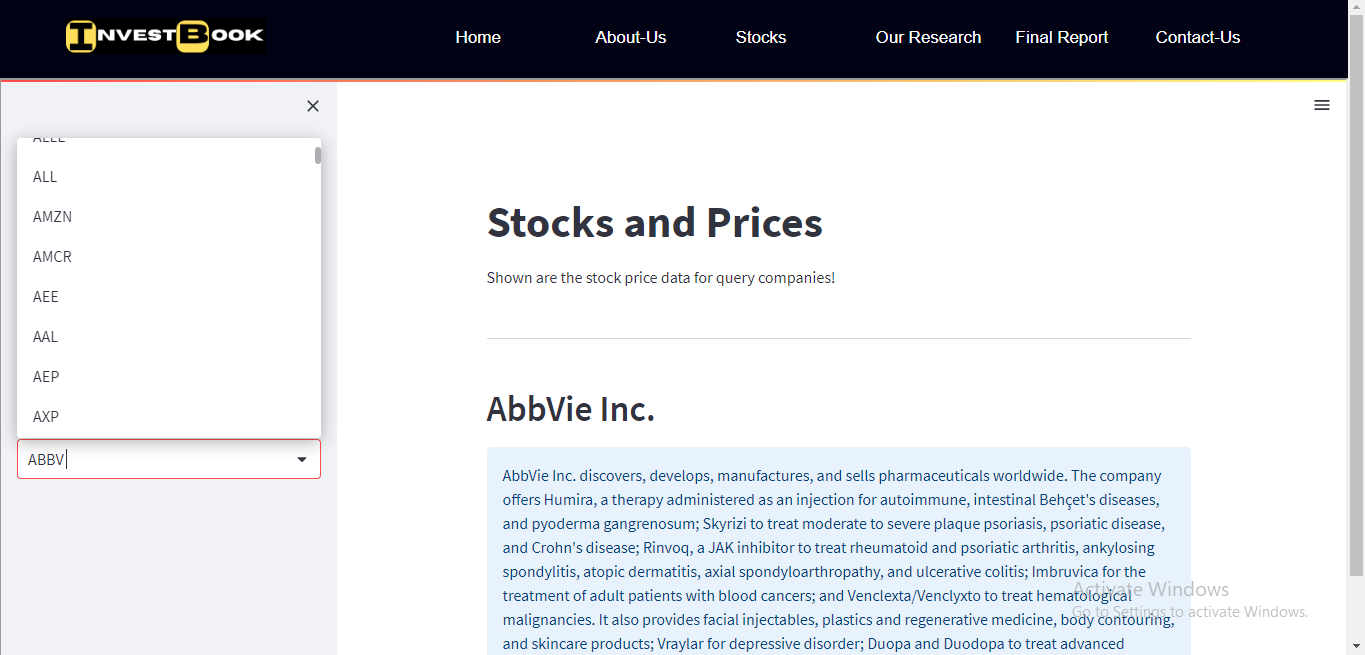 INVESTBOOK
Home About-Us Stocks Our Research Final Report Contact-Us
ALL
AMZN
AMCR
AEE
AAL
AEP
AXP
ABBV
Stocks and Prices
Shown are the stock price data for query companies!
AbbVie Inc.
AbbVie Inc. discovers, develops, manufactures, and sells pharmaceuticals worldwide. The company
offers Humira, a therapy administered as an injection for autoimmune, intestinal Behçet's diseases,
and pyoderma gangrenosum; Skyrizi to treat moderate to severe plaque psoriasis, psoriatic disease,
and Crohn's disease; Rinvoq, a JAK inhibitor to treat rheumatoid and psoriatic arthritis, ankylosing
spondylitis, atopic dermatitis, axial spondyloarthropathy, and ulcerative colitis; Imbruvica for the
treatment of adult patients with blood cancers; and Venclexta/Venclyxto to treat hematological
malignancies. It also provides facial injectables, plastics and regenerative medicine, body contouring,
and skincare products; Vraylar for depressive disorder; Duopa and Duodopa to treat advanced
Activate Windows
Go to Settings to activate Windows.